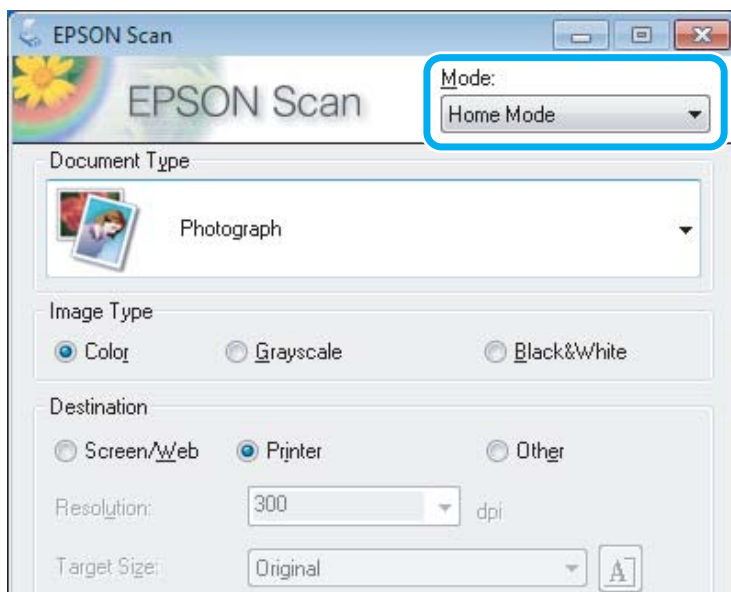 EPSON Scan
EPSON Scan
Mode:
Home Mode
Document Type
Photograph
Image Type
Color Grayscale Black&White
Destination
Screen/Web Printer Other
Resolution: 300 dpi
Target Size: Original A